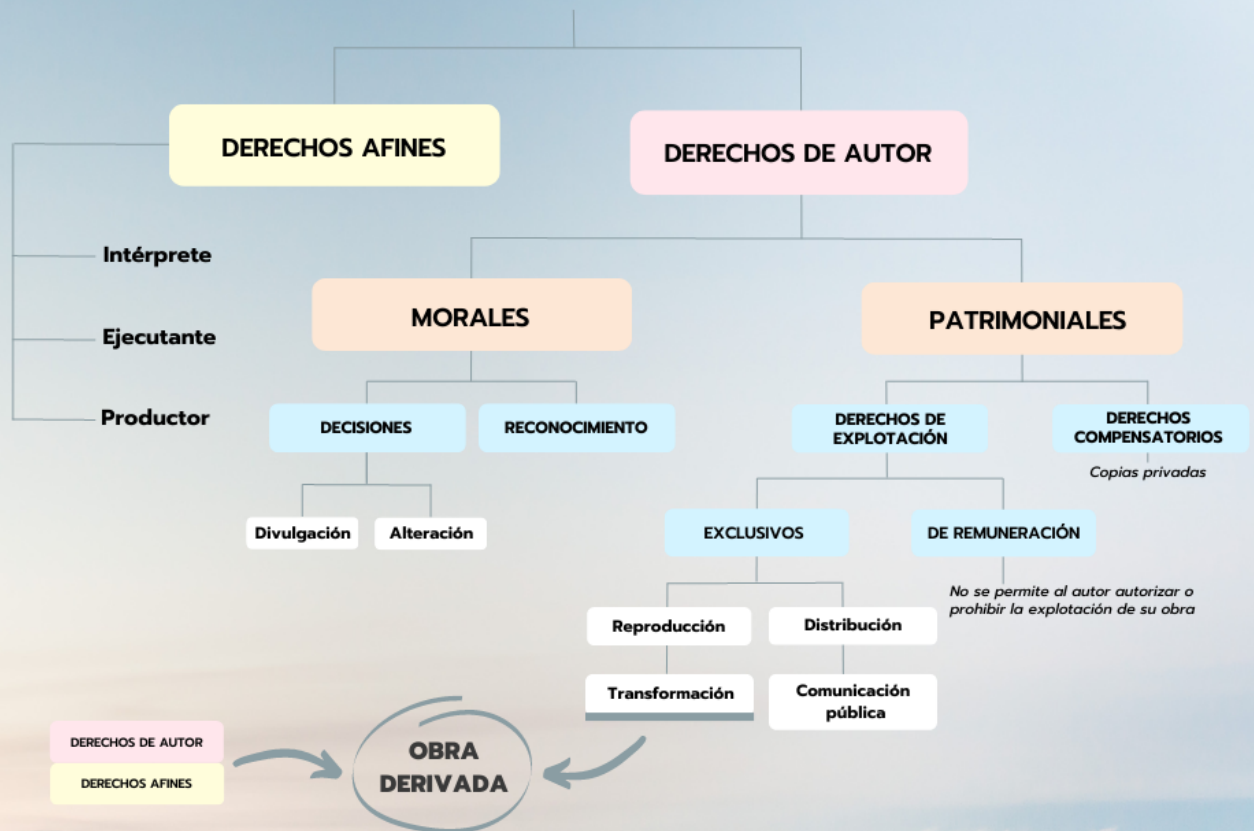 DERECHOS AFINES
DERECHOS DE AUTOR
Intérprete
Ejecutante
Productor
MORALES
PATRIMONIALES
DECISIONES
RECONOCIMIENTO
DERECHOS DE
EXPLOTACIÓN
DERECHOS
COMPENSATORIOS
Copias privadas
Divulgación
Alteración
EXCLUSIVOS
DE REMUNERACIÓN
No se permite al autor autorizar o
prohibir la explotación de su obra
Reproducción
Distribución
Transformación
Comunicación
pública
DERECHOS DE AUTOR
DERECHOS AFINES
OBRA
DERIVADA